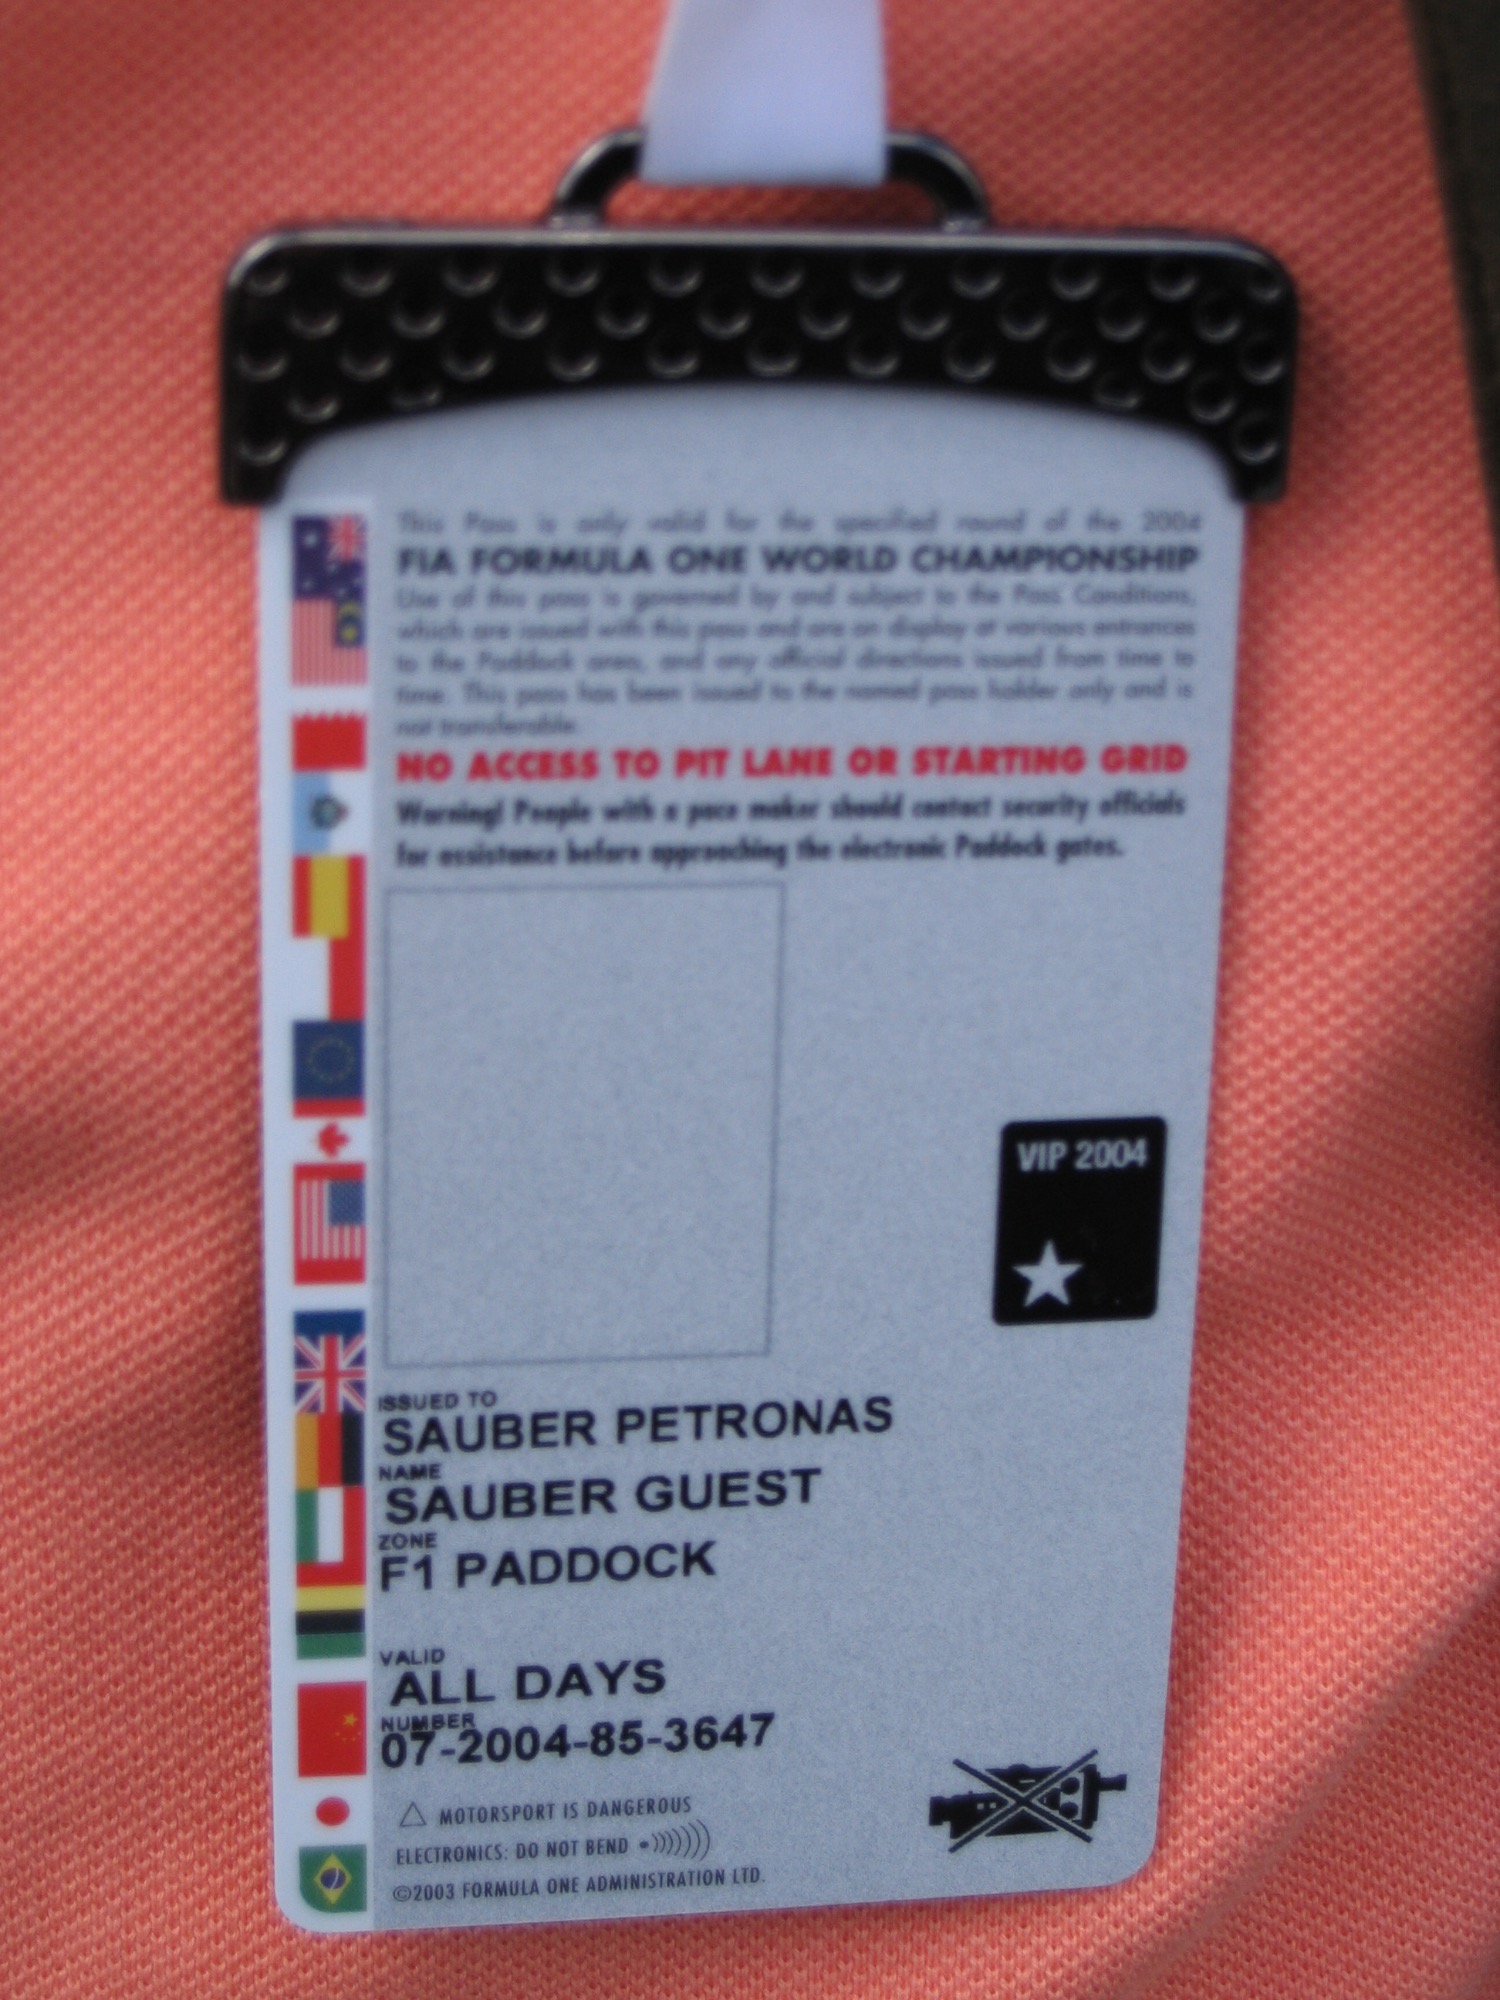 This Pass is only valid for the specified round of the 2004
FIA FORMULA ONE WORLD CHAMPIONSHIP
Use of this pass is governed by and subject to the Pass Conditions,
which are issued with this pass and are on display at various entrances
to the Paddock area, and any official directions issued from time to
time. This pass has been issued to the named pass holder only and is
not transferable.
NO ACCESS TO PIT LANE OR STARTING GRID
Warning! People with a pace maker should contact security officials
for assistance before approaching the electronic Paddock gates.
VIP 2004
ISSUED TO
SAUBER PETRONAS
NAME
SAUBER GUEST
ZONE
F1 PADDOCK
VALID
ALL DAYS
NUMBER
07-2004-85-3647
MOTORSPORT IS DANGEROUS
ELECTRONICS: DO NOT BEND
©2003 FORMULA ONE ADMINISTRATION LTD.